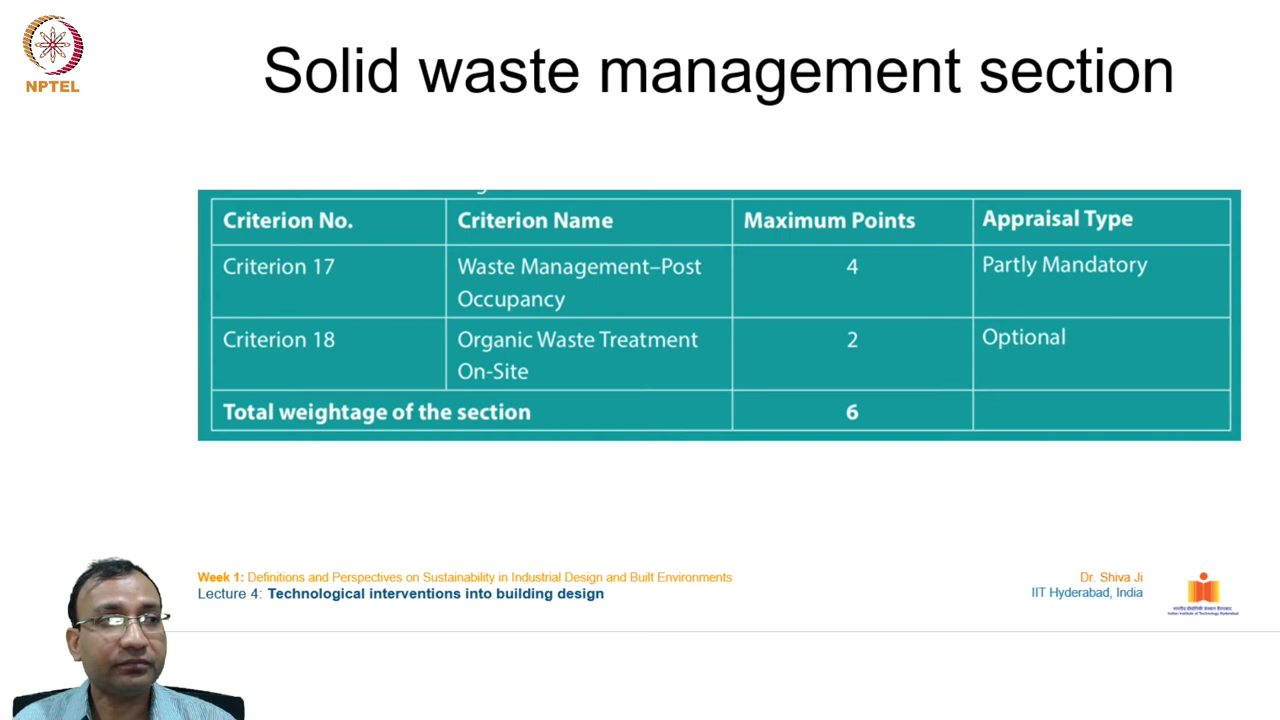 NPTEL
Solid waste management section
Criterion No. Criterion Name Maximum Points Appraisal Type
Criterion 17 Waste Management–Post Occupancy 4 Partly Mandatory
Criterion 18 Organic Waste Treatment On-Site 2 Optional
Total weightage of the section 6
Week 1: Definitions and Perspectives on Sustainability in Industrial Design and Built Environments
Lecture 4: Technological interventions into building design
Dr. Shiva Ji
IIT Hyderabad, India